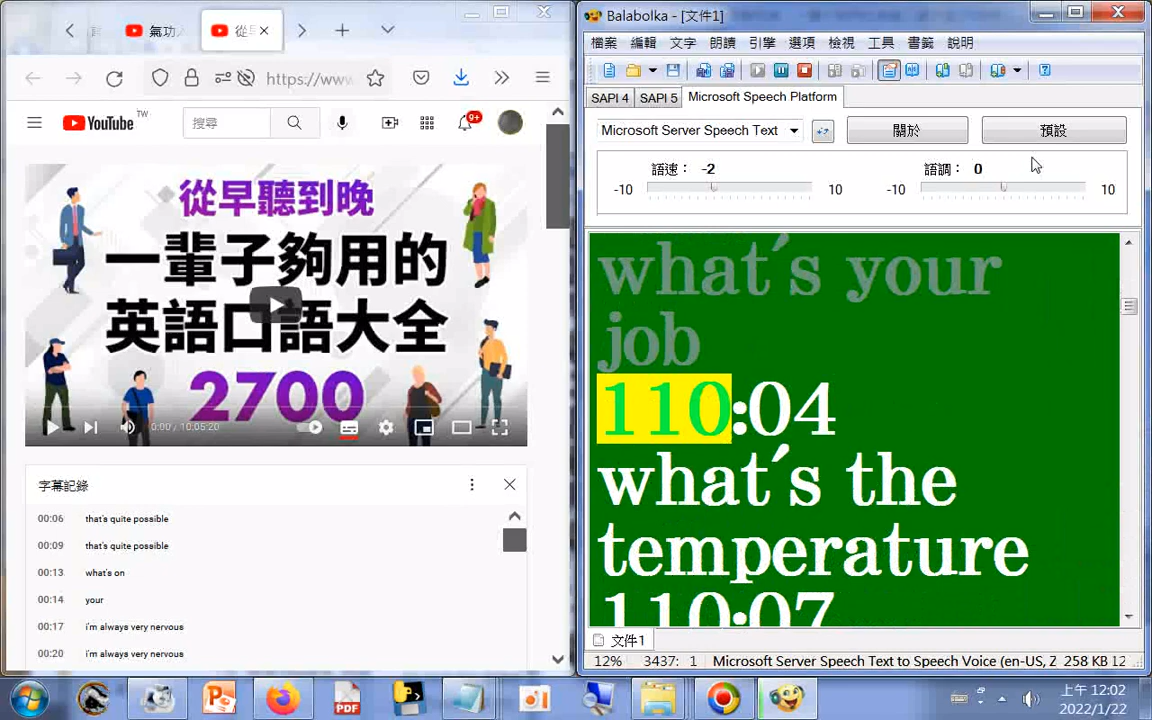 氣功ノ
從
https://www
YouTube TW
搜尋
9+
從早聽到晚
一輩子夠用的
英語口語大全
2700
0:00 / 10:05:20
字幕記錄
00:06 that's quite possible
00:09 that's quite possible
00:13 what's on
00:14 your
00:17 i'm always very nervous
00:20 i'm always very nervous
Balabolka - [文件1]
檔案 編輯 文字 朗讀 引擎 選項 檢視 工具 書籤 說明
SAPI 4 SAPI 5 Microsoft Speech Platform
Microsoft Server Speech Text 關於 預設
語速： -2 語調： 0
-10 10 -10 10
what´s your
job
110:04
what´s the
temperature
110:07
文件1
12% 3437: 1 Microsoft Server Speech Text to Speech Voice (en-US, Z 258 KB 12
PDF
上午 12:02
2022/1/22